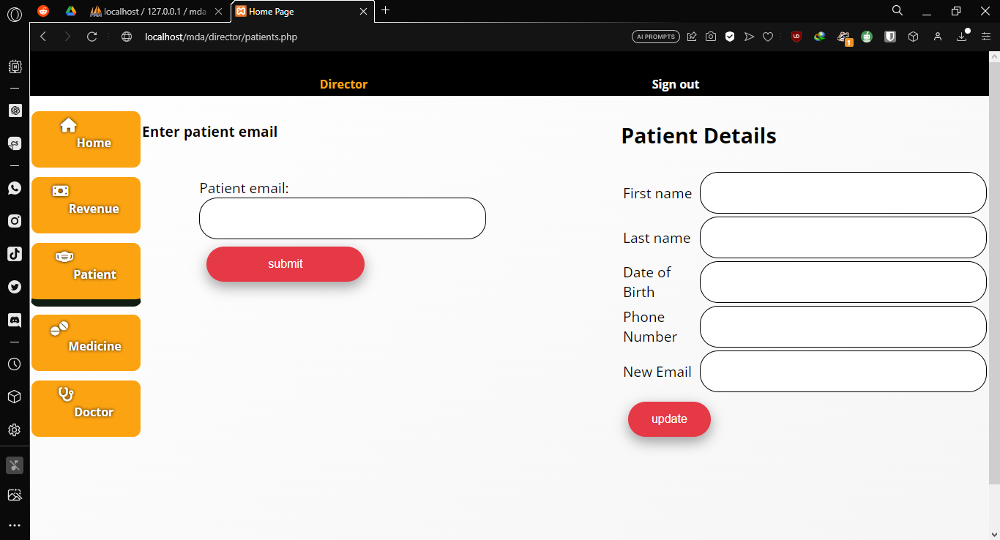 localhost / 127.0.0.1 / mda
Home Page
localhost/mda/director/patients.php
AI PROMPTS
1
Director
Sign out
Home
Revenue
Patient
Medicine
Doctor
Enter patient email
Patient email:
submit
Patient Details
First name
Last name
Date of
Birth
Phone
Number
New Email
update